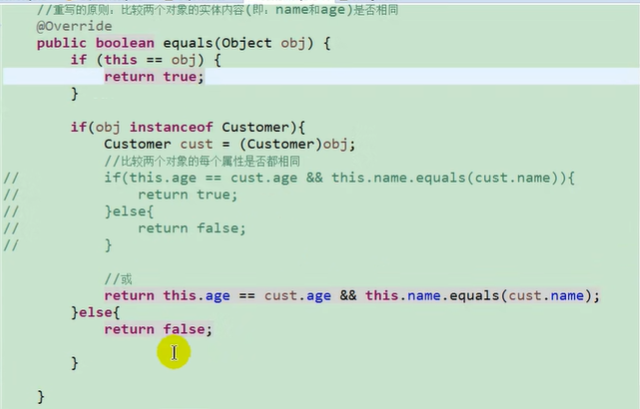 //重写的原则：比较两个对象的实体内容(即：name和age)是否相同
@Override
public boolean equals(Object obj) {
if (this == obj) {
return true;
}
if(obj instanceof Customer){
Customer cust = (Customer)obj;
//比较两个对象的每个属性是否都相同
// if(this.age == cust.age && this.name.equals(cust.name)){
// return true;
// }else{
// return false;
// }
//或
return this.age == cust.age && this.name.equals(cust.name);
}else{
return false;
}
}